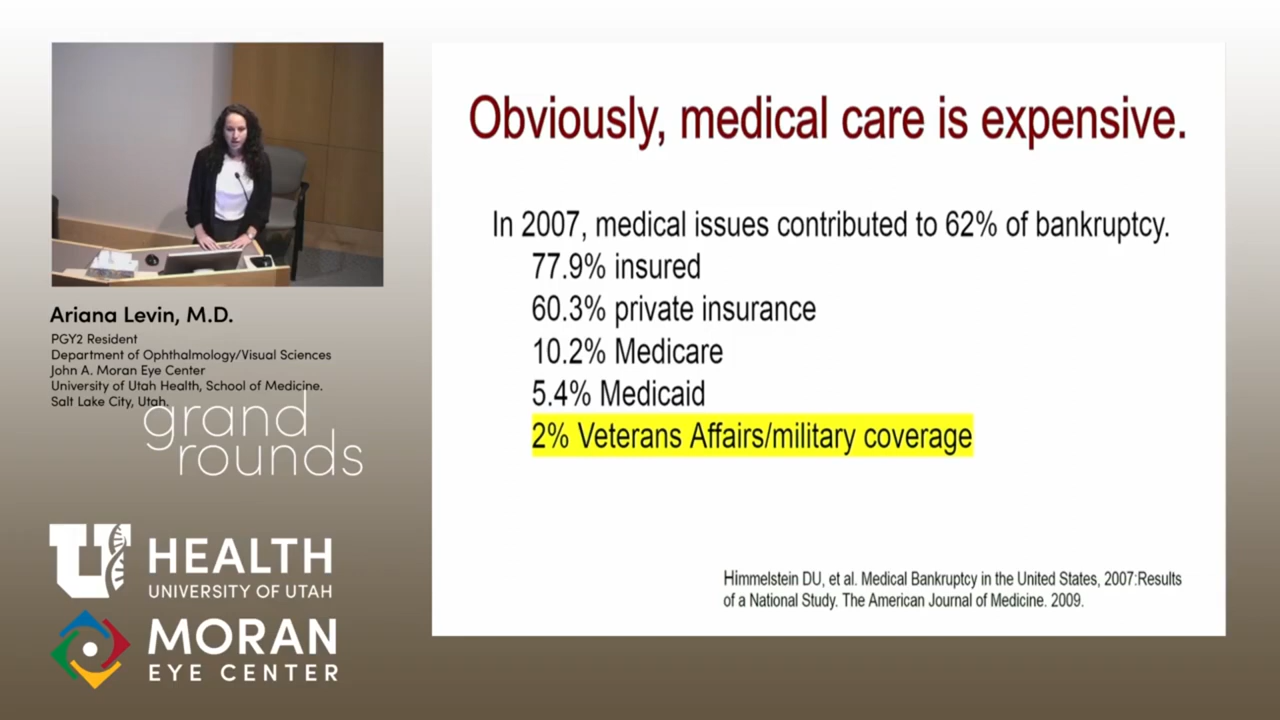 Obviously, medical care is expensive.
In 2007, medical issues contributed to 62% of bankruptcy.
77.9% insured
60.3% private insurance
10.2% Medicare
5.4% Medicaid
2% Veterans Affairs/military coverage
Himmelstein DU, et al. Medical Bankruptcy in the United States, 2007:Results
of a National Study. The American Journal of Medicine. 2009.
Ariana Levin, M.D.
PGY2 Resident
Department of Ophthalmology/Visual Sciences
John A. Moran Eye Center
University of Utah Health, School of Medicine.
Salt Lake City, Utah.
grand
rounds
U HEALTH
UNIVERSITY OF UTAH
MORAN
EYE CENTER